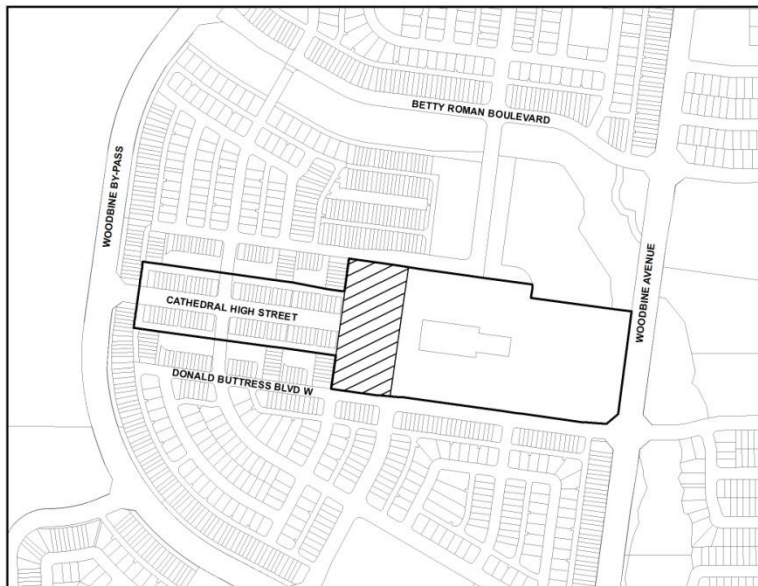 BETTY ROMAN BOULEVARD
WOODBINE BY-PASS
WOODBINE AVENUE
CATHEDRAL HIGH STREET
DONALD BUTTRESS BLVD W